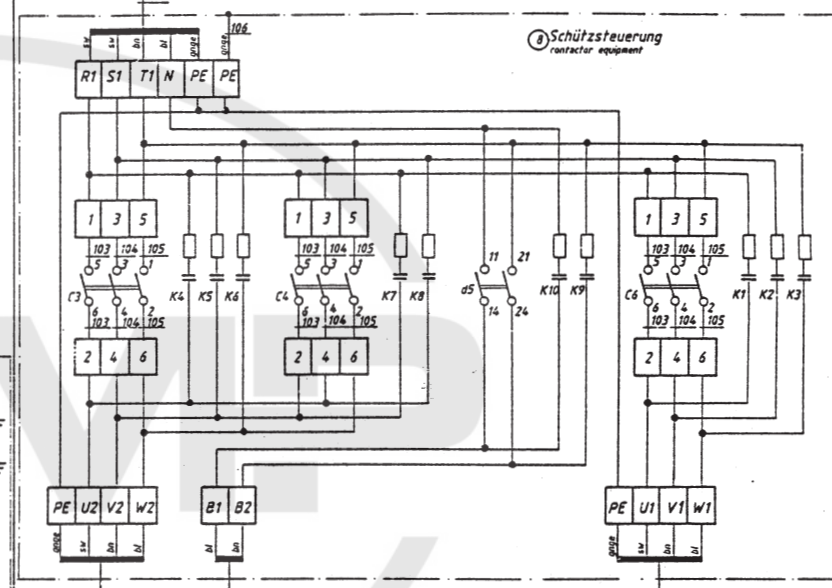 106
8 Schützsteuerung
contactor equipment
sw sw bn bl gnge gnge
R1 S1 T1 N PE PE
1 3 5 1 3 5 1 3 5
103 104 105 103 104 105 103 104 105
5 3 1 5 3 1 11 21 5 3 1
C3 K4 K5 K6 C4 K7 K8 d5 K10 K9 C6 K1 K2 K3
6 4 2 6 4 2 14 24 6 4 2
103 104 105 103 104 105 103 104 105
2 4 6 2 4 6 2 4 6
PE U2 V2 W2 B1 B2 PE U1 V1 W1
gnge sw bn bl bl bn gnge sw bn bl